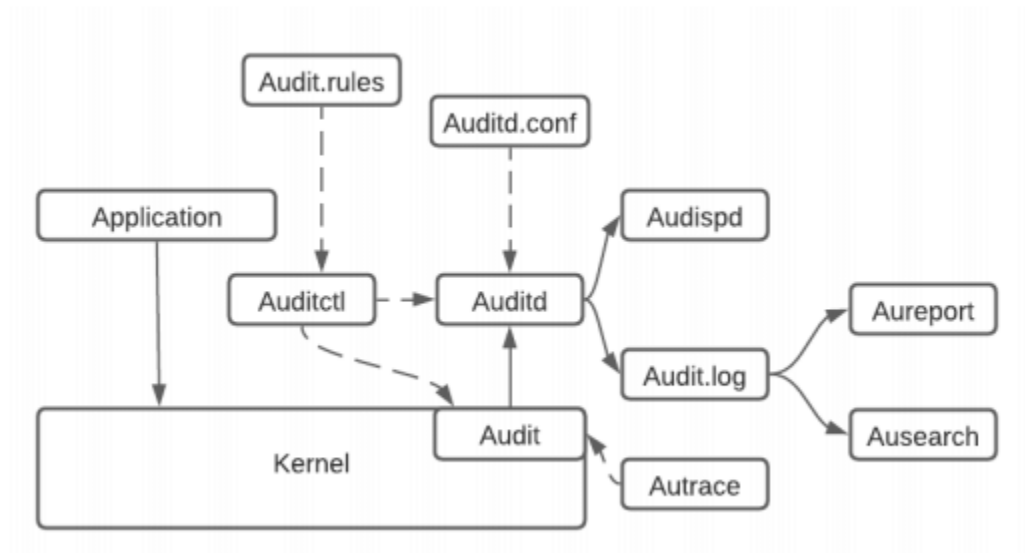 Audit.rules
Auditd.conf
Application
Audispd
Auditctl
Auditd
Aureport
Audit.log
Audit
Ausearch
Kernel
Autrace